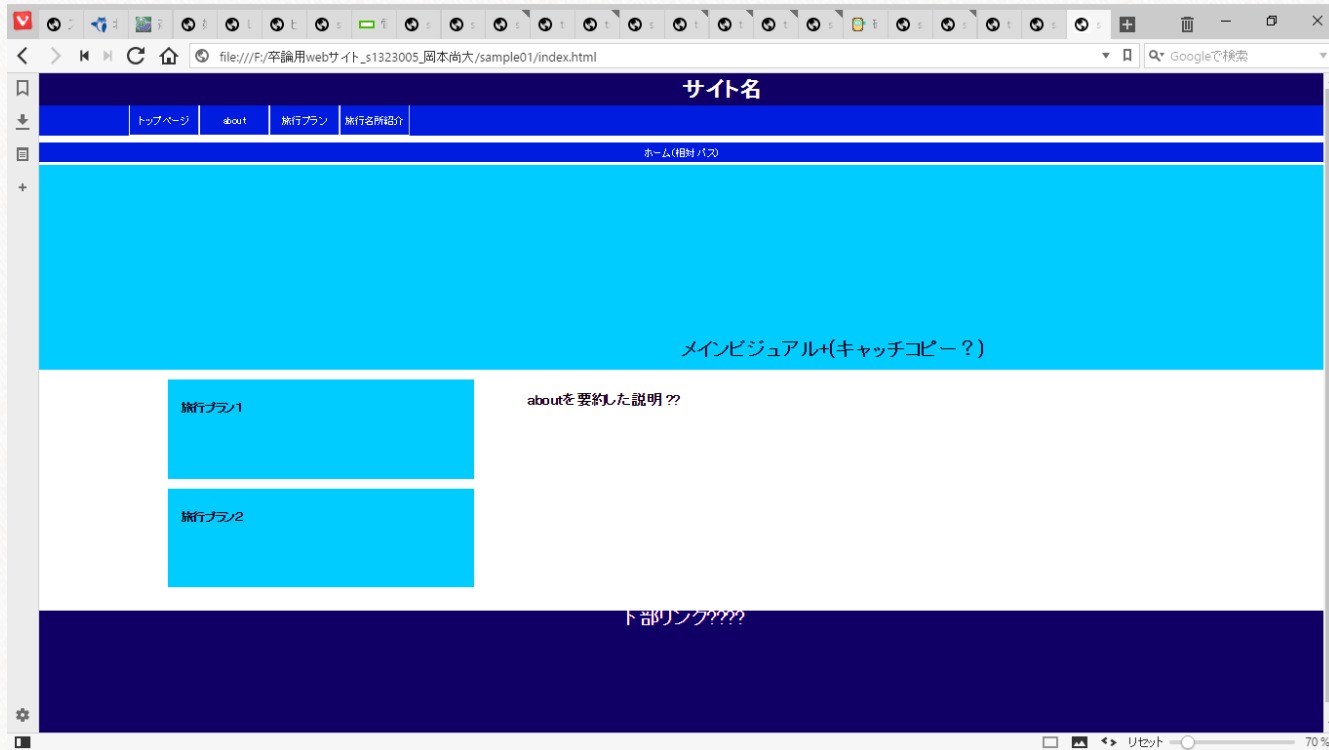 file:///F:/卒論用webサイト_s1323005_岡本尚大/sample01/index.html
Googleで検索
サイト名
トップページ about 旅行プラン 旅行名所紹介
ホーム(相対パス)
メインビジュアル+(キャッチコピー？)
旅行プラン1
aboutを要約した説明??
旅行プラン2
下部リンク????
リセット
70 %